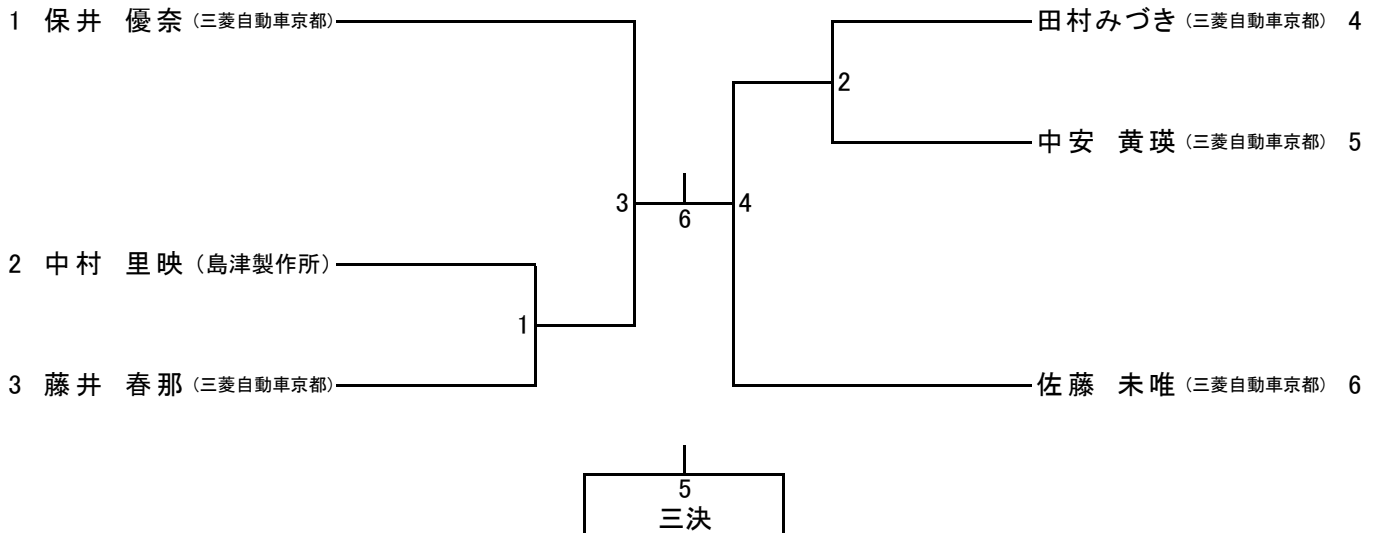 1 保井 優奈（三菱自動車京都） 田村みづき（三菱自動車京都） 4
2
中安 黄瑛（三菱自動車京都） 5
3 6 4
2 中村 里映（島津製作所）
1
3 藤井 春那（三菱自動車京都） 佐藤 未唯（三菱自動車京都） 6
5
三決